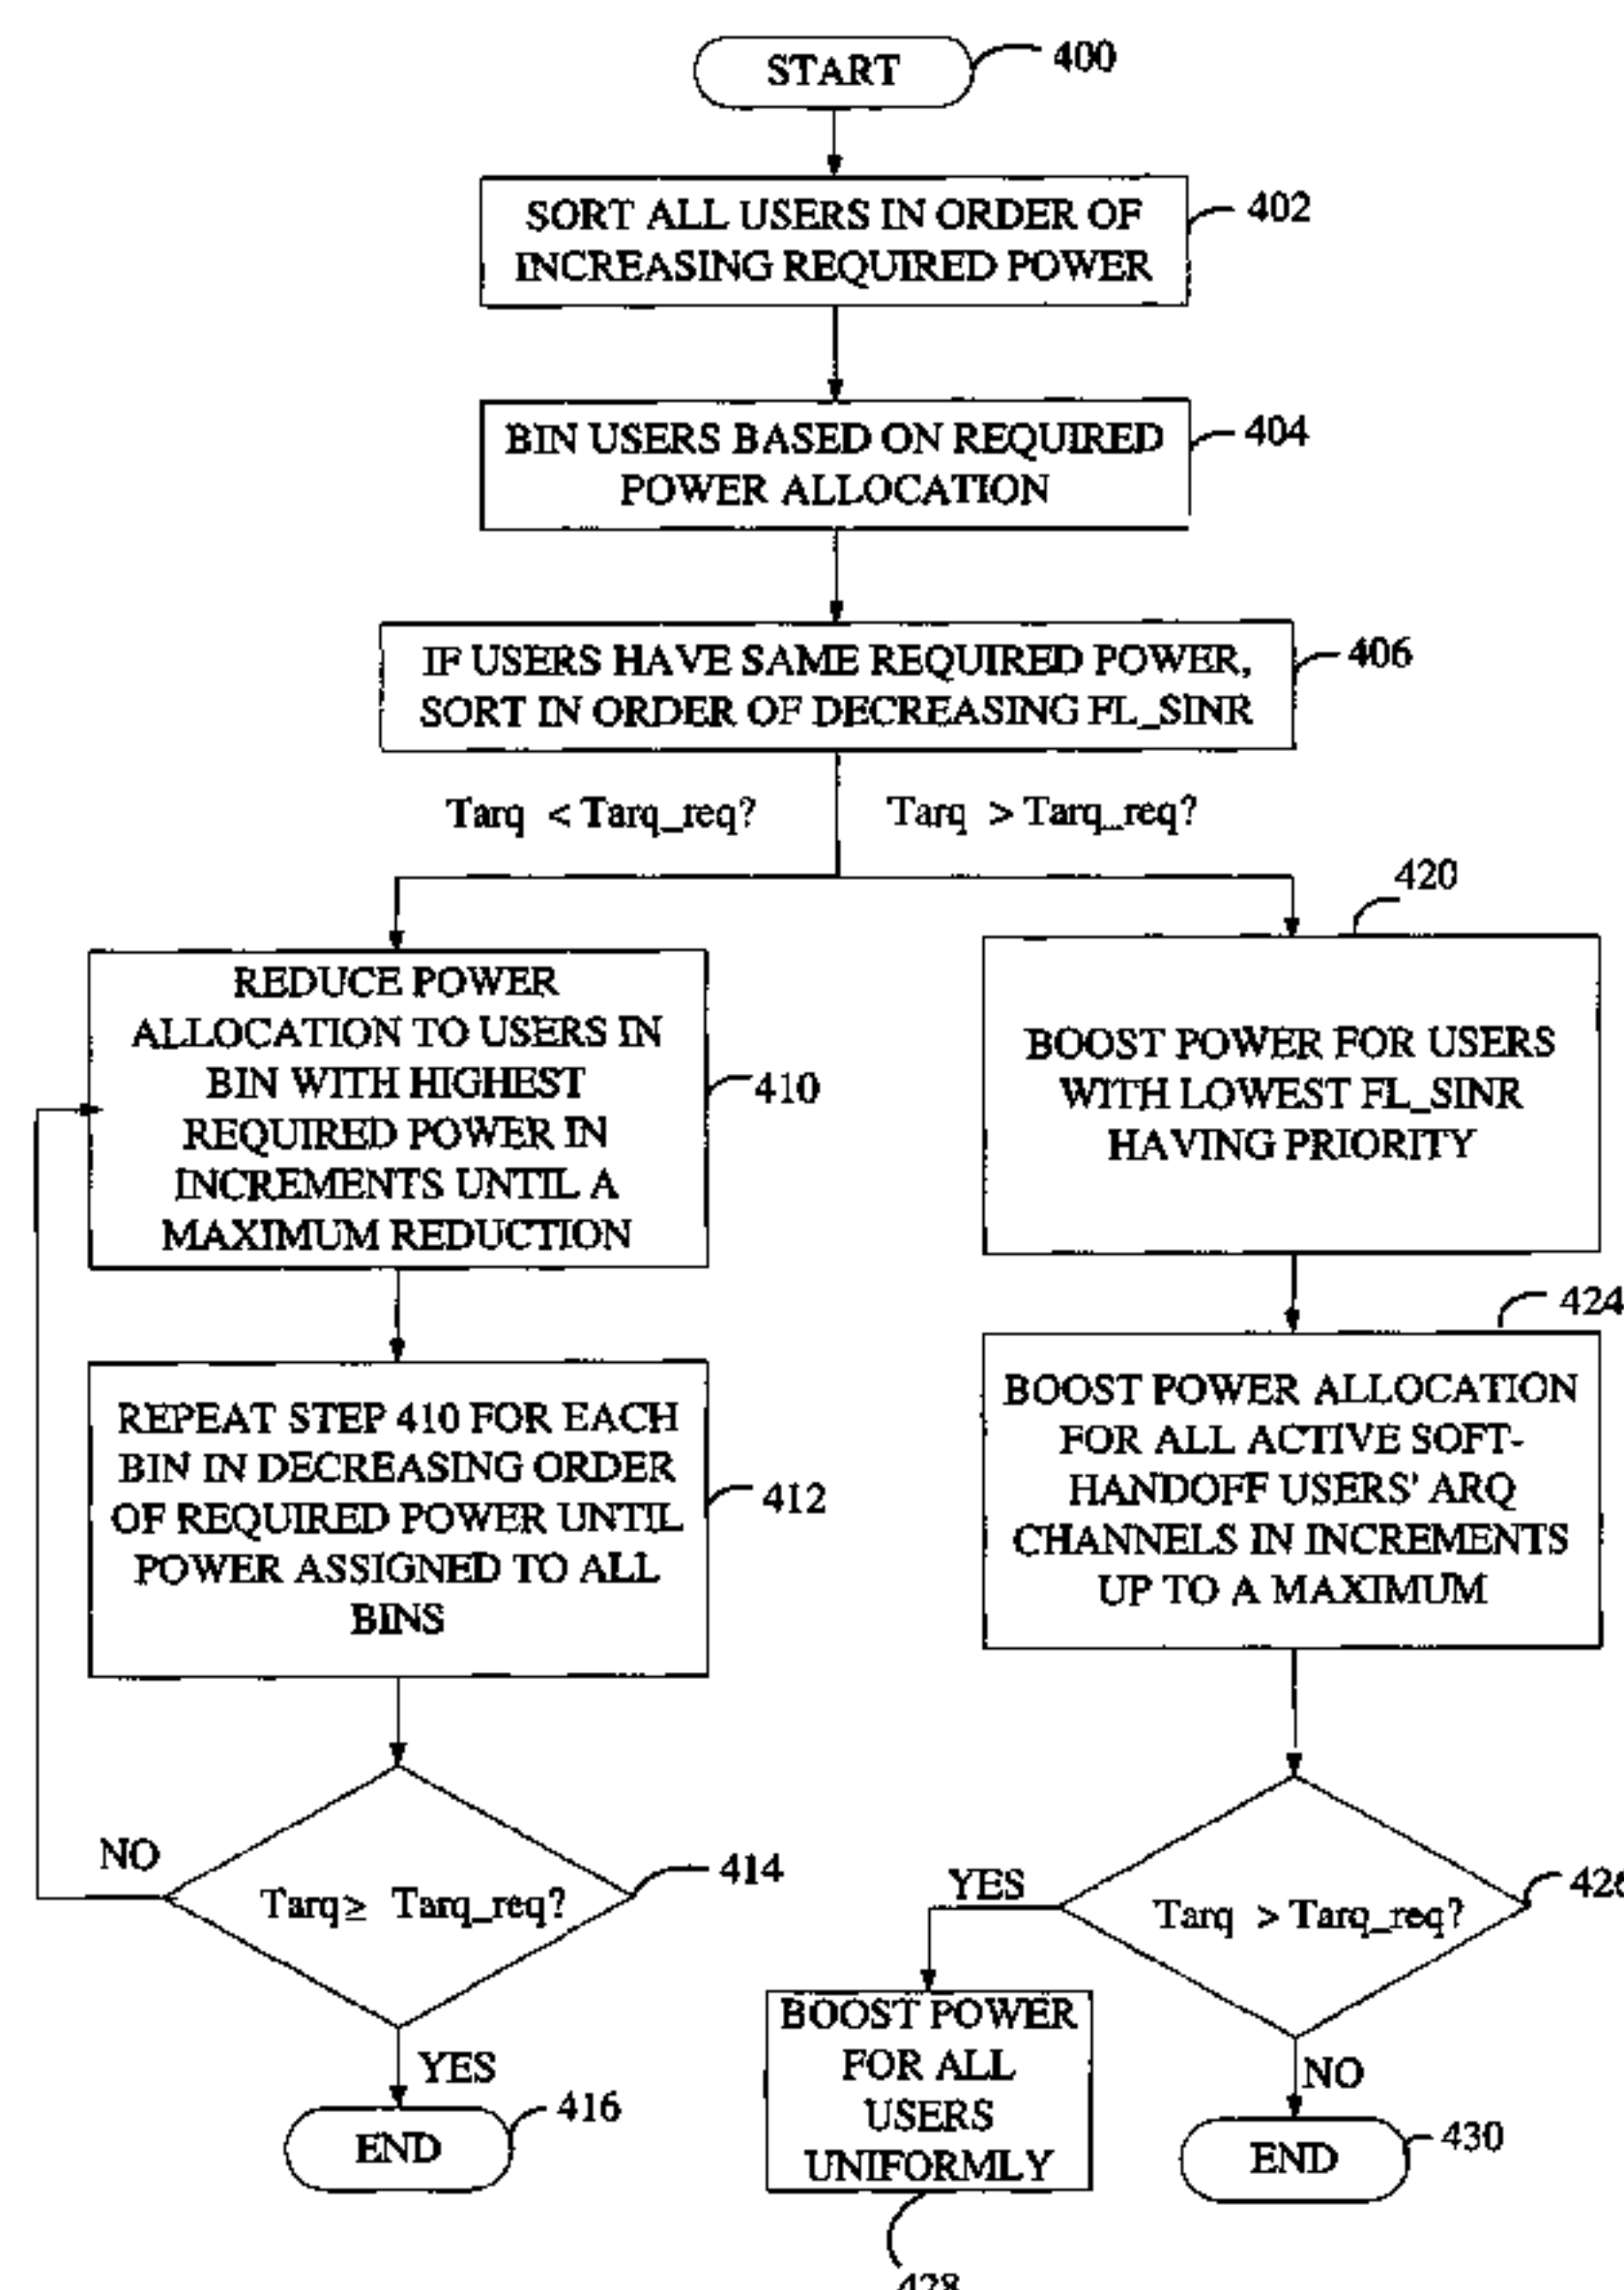 START
400
SORT ALL USERS IN ORDER OF
INCREASING REQUIRED POWER
402
BIN USERS BASED ON REQUIRED
POWER ALLOCATION
404
IF USERS HAVE SAME REQUIRED POWER,
SORT IN ORDER OF DECREASING FL_SINR
406
Tarq < Tarq_req?
Tarq > Tarq_req?
REDUCE POWER
ALLOCATION TO USERS IN
BIN WITH HIGHEST
REQUIRED POWER IN
INCREMENTS UNTIL A
MAXIMUM REDUCTION
410
420
BOOST POWER FOR USERS
WITH LOWEST FL_SINR
HAVING PRIORITY
REPEAT STEP 410 FOR EACH
BIN IN DECREASING ORDER
OF REQUIRED POWER UNTIL
POWER ASSIGNED TO ALL
BINS
412
424
BOOST POWER ALLOCATION
FOR ALL ACTIVE SOFT-
HANDOFF USERS' ARQ
CHANNELS IN INCREMENTS
UP TO A MAXIMUM
NO
Tarq ≥ Tarq_req?
414
YES
END
416
YES
Tarq > Tarq_req?
426
BOOST POWER
FOR ALL
USERS
UNIFORMLY
428
NO
END
430